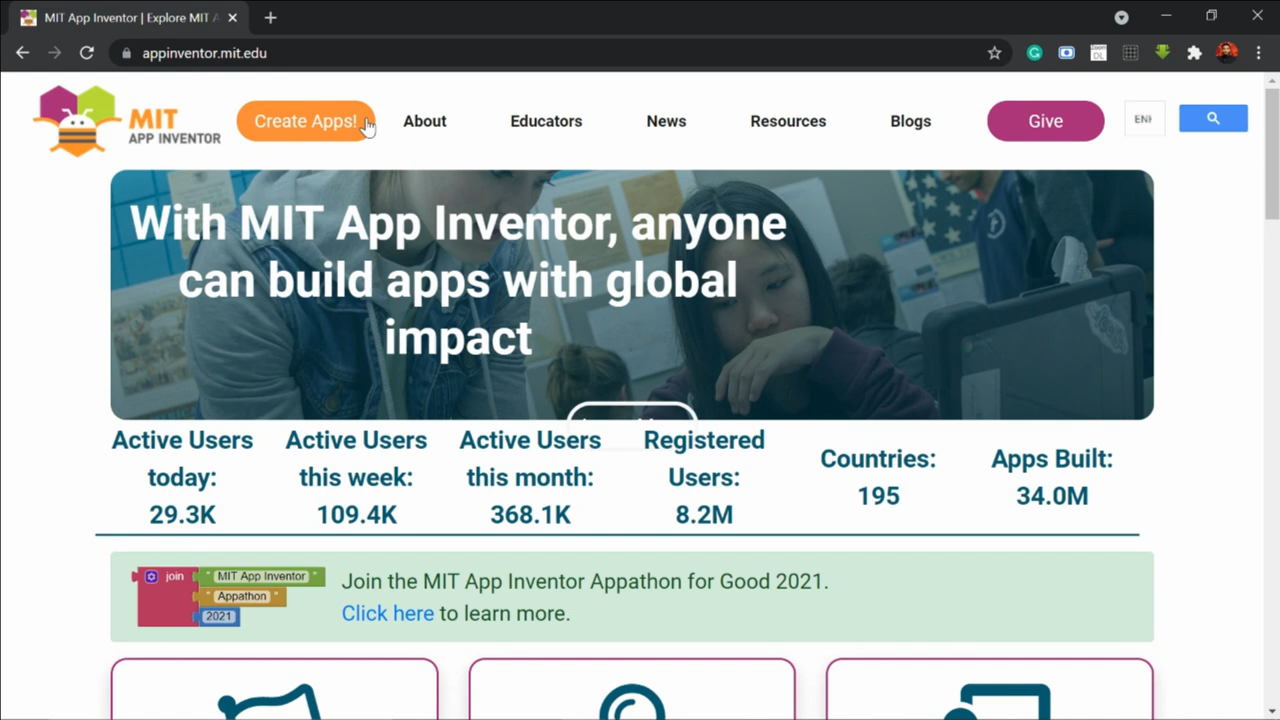 MIT App Inventor | Explore MIT A
appinventor.mit.edu
zoom
DL
MIT
APP INVENTOR
Create Apps!
About
Educators
News
Resources
Blogs
Give
With MIT App Inventor, anyone
can build apps with global
impact
Active Users
today:
29.3K
Active Users
this week:
109.4K
Active Users
this month:
368.1K
Registered
Users:
8.2M
Countries:
195
Apps Built:
34.0M
join
" MIT App Inventor "
" Appathon "
2021
Join the MIT App Inventor Appathon for Good 2021.
Click here to learn more.